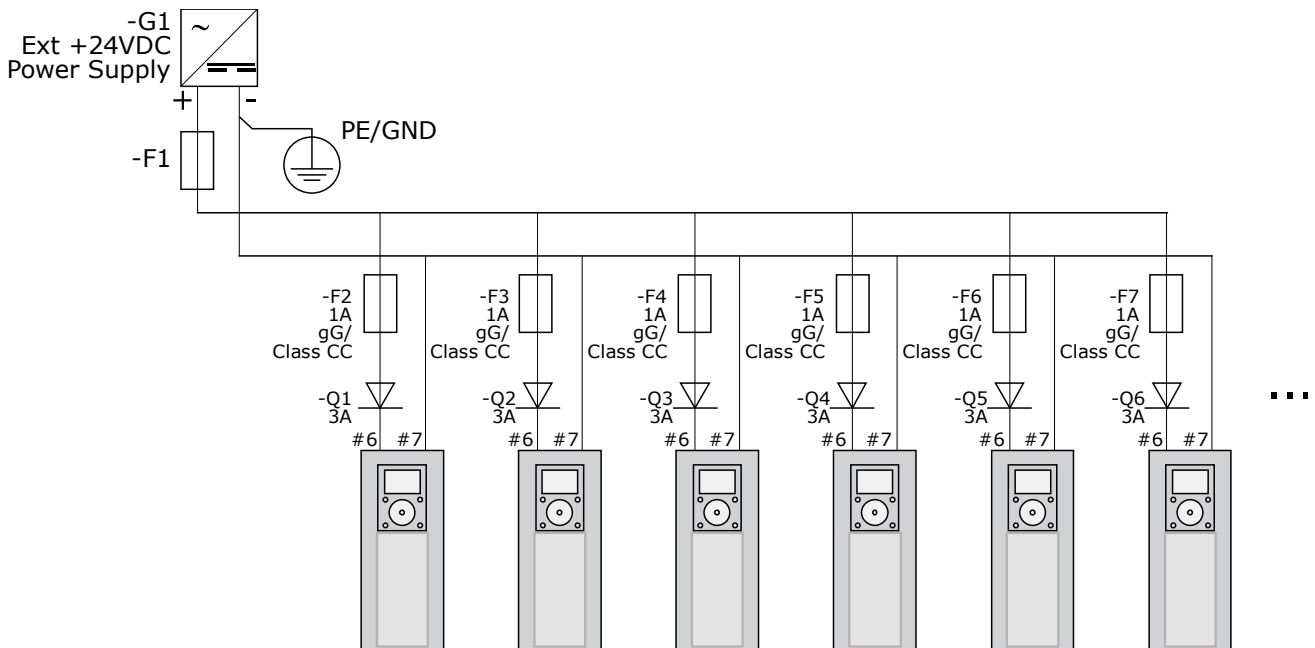 -G1
Ext +24VDC
Power Supply
+ -
PE/GND
-F1
-F2
1A
gG/
Class CC
-F3
1A
gG/
Class CC
-F4
1A
gG/
Class CC
-F5
1A
gG/
Class CC
-F6
1A
gG/
Class CC
-F7
1A
gG/
Class CC
-Q1
3A
-Q2
3A
-Q3
3A
-Q4
3A
-Q5
3A
-Q6
3A
...
#6 #7
#6 #7
#6 #7
#6 #7
#6 #7
#6 #7